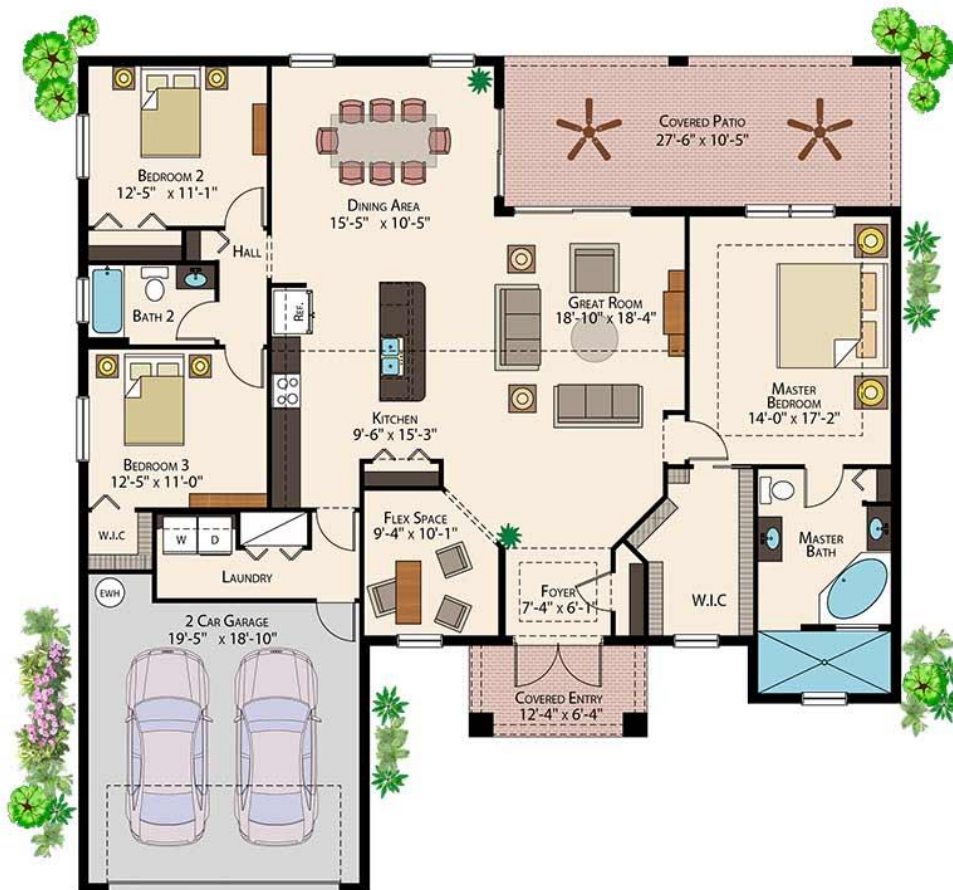 BEDROOM 2
12'-5" x 11'-1"
DINING AREA
15'-5" x 10'-5"
COVERED PATIO
27'-6" x 10'-5"
HALL
BATH 2
REF.
GREAT ROOM
18'-10" x 18'-4"
MASTER
BEDROOM
14'-0" x 17'-2"
KITCHEN
9'-6" x 15'-3"
BEDROOM 3
12'-5" x 11'-0"
W.I.C
W
D
LAUNDRY
FLEX SPACE
9'-4" x 10'-1"
FOYER
7'-4" x 6'-1"
W.I.C
MASTER
BATH
EWH
2 CAR GARAGE
19'-5" x 18'-10"
COVERED ENTRY
12'-4" x 6'-4"